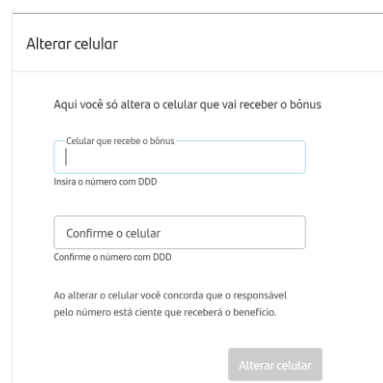 Alterar celular
Aqui você só altera o celular que vai receber o bônus
Celular que recebe o bônus
Insira o número com DDD
Confirme o celular
Confirme o número com DDD
Ao alterar o celular você concorda que o responsável
pelo número está ciente que receberá o benefício.
Alterar celular